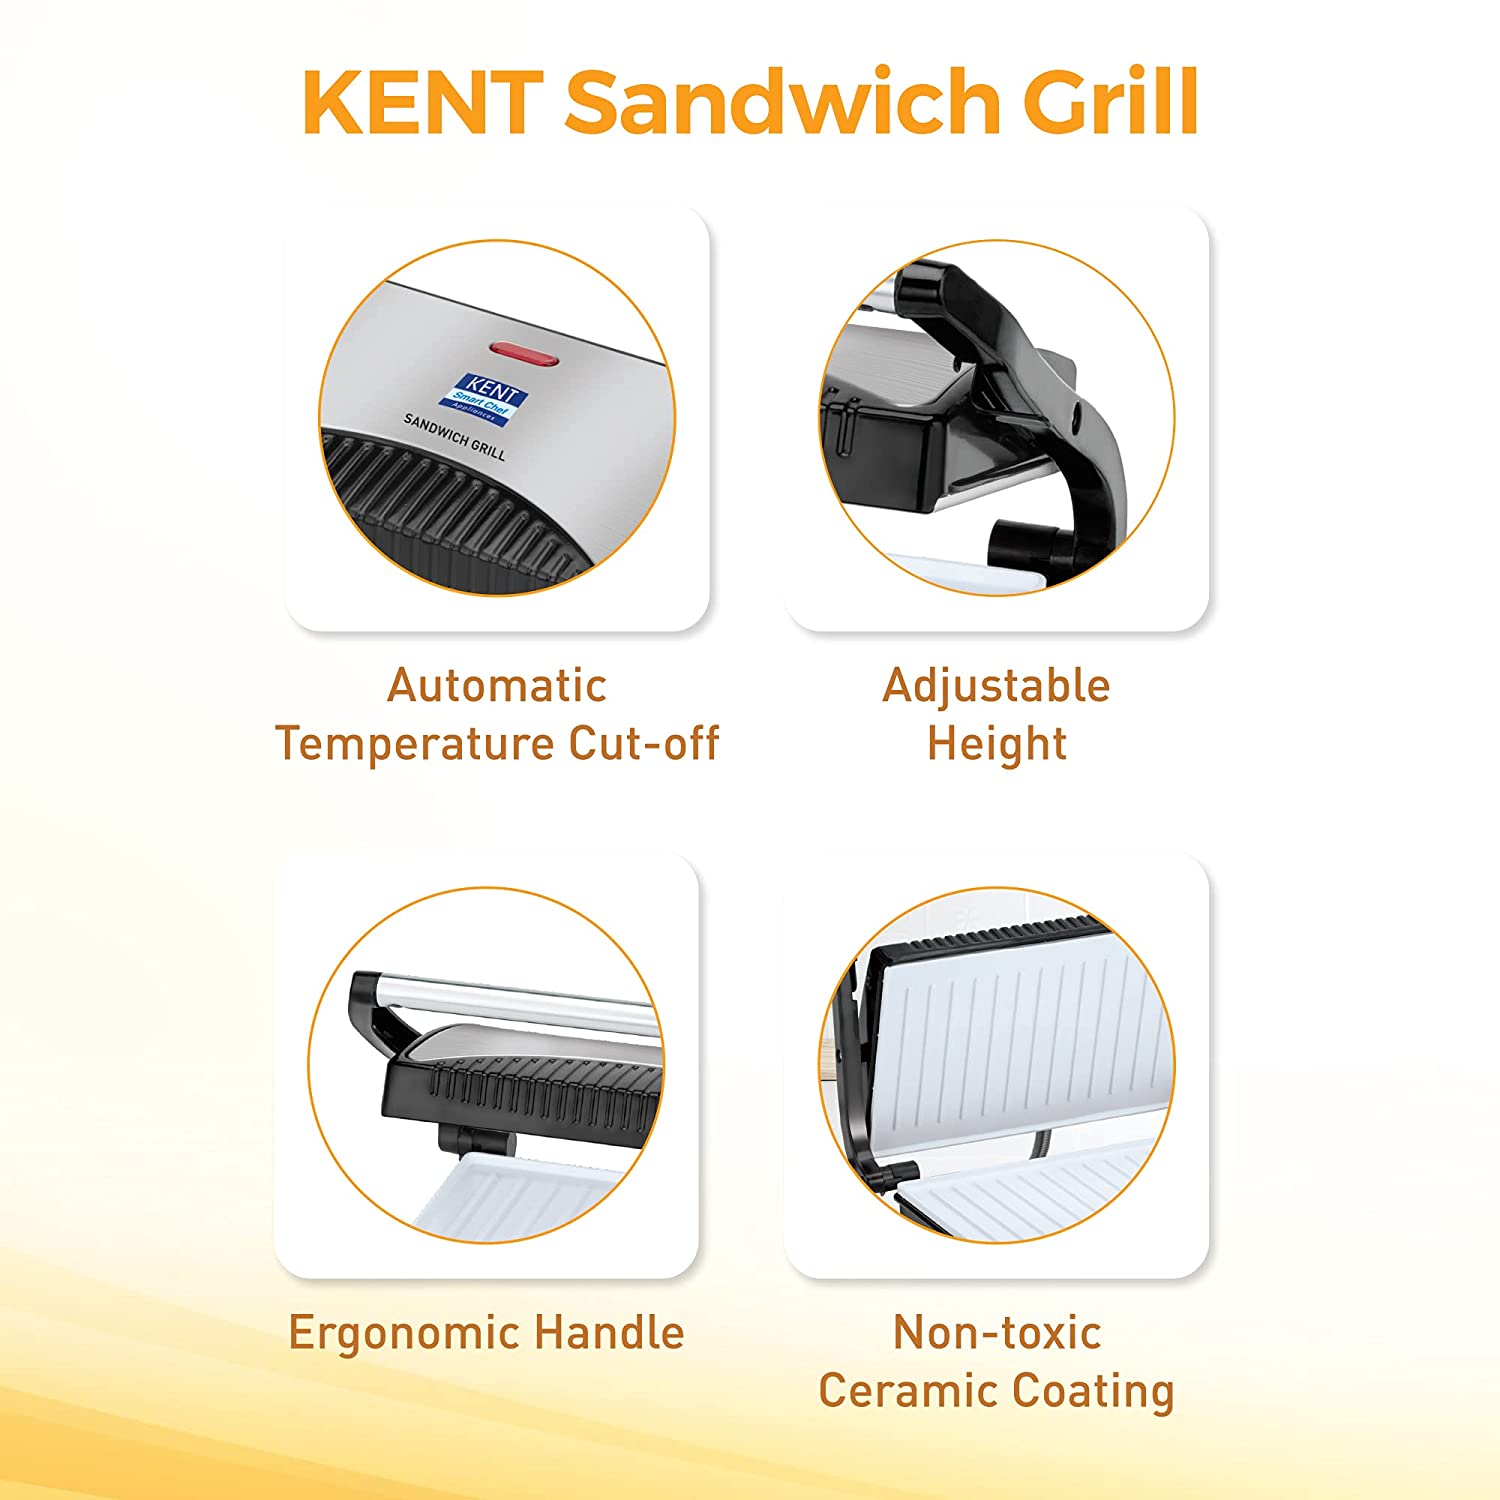 KENT Sandwich Grill
KENT
Smart Chef
Appliances
SANDWICH GRILL
Automatic
Temperature Cut-off
Adjustable
Height
Ergonomic Handle
Non-toxic
Ceramic Coating